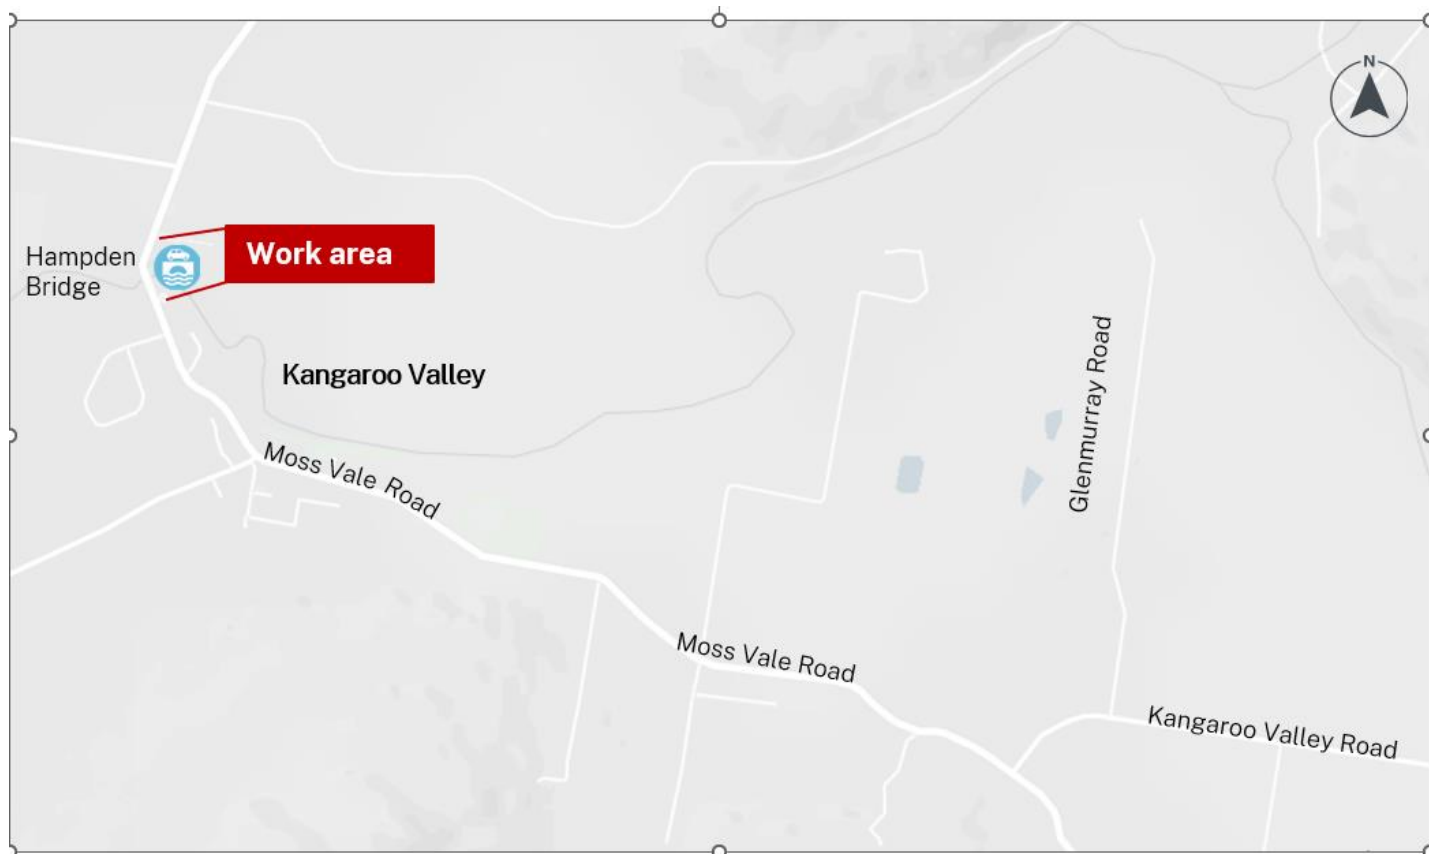 N
Work area
Hampden
Bridge
Kangaroo Valley
Glenmurray Road
Moss Vale Road
Moss Vale Road
Kangaroo Valley Road